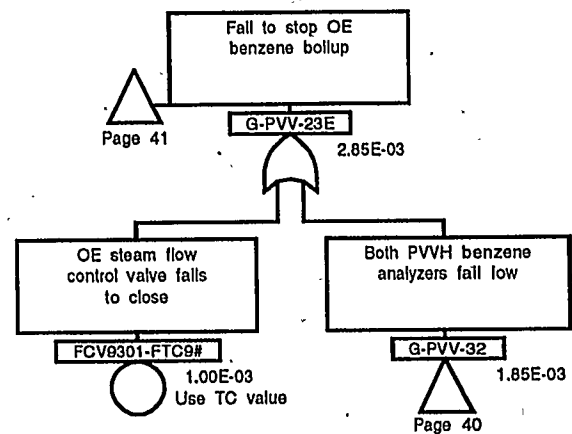 Fail to stop OE
benzene boilup
Page 41
G-PVV-23E
2.85E-03
OE steam flow
control valve fails
to close
Both PVVH benzene
analyzers fail low
FCV9301-FTC9#
1.00E-03
Use TC value
G-PVV-32
1.85E-03
Page 40